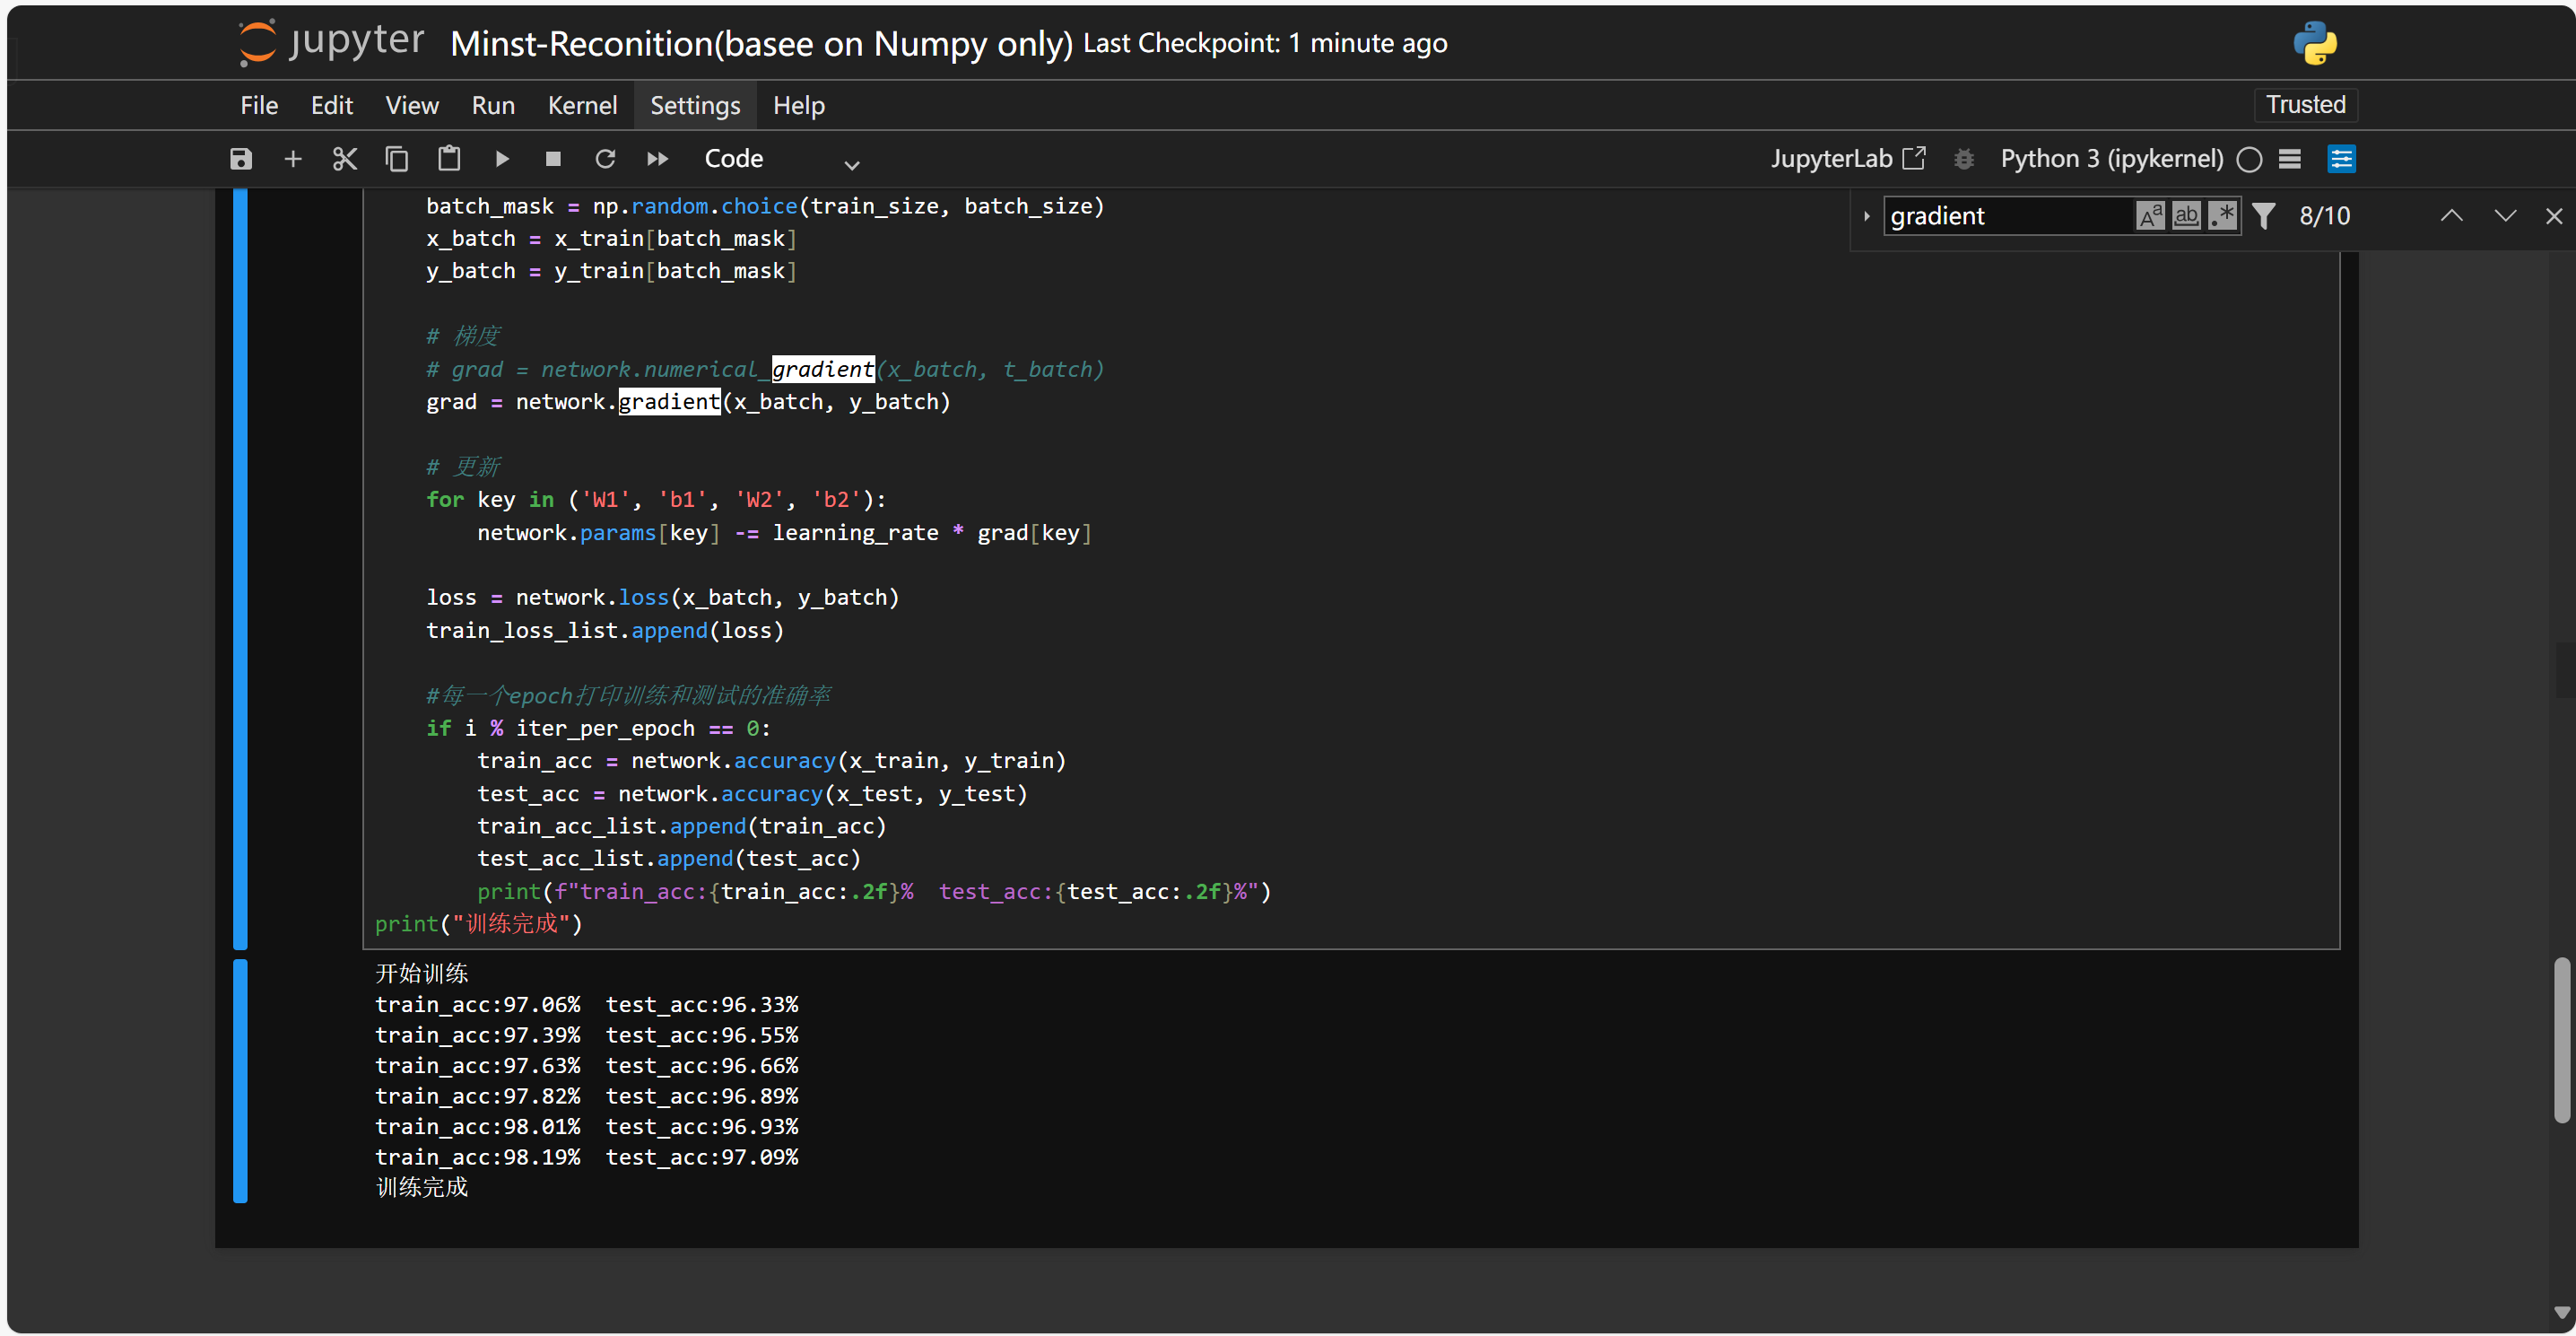 jupyter Minst-Reconition(basee on Numpy only) Last Checkpoint: 1 minute ago
File Edit View Run Kernel Settings Help Trusted
Code JupyterLab Python 3 (ipykernel)
gradient Aa ab .* 8/10
batch_mask = np.random.choice(train_size, batch_size)
x_batch = x_train[batch_mask]
y_batch = y_train[batch_mask]
# 梯度
# grad = network.numerical_gradient(x_batch, t_batch)
grad = network.gradient(x_batch, y_batch)
# 更新
for key in ('W1', 'b1', 'W2', 'b2'):
network.params[key] -= learning_rate * grad[key]
loss = network.loss(x_batch, y_batch)
train_loss_list.append(loss)
#每一个epoch打印训练和测试的准确率
if i % iter_per_epoch == 0:
train_acc = network.accuracy(x_train, y_train)
test_acc = network.accuracy(x_test, y_test)
train_acc_list.append(train_acc)
test_acc_list.append(test_acc)
print(f"train_acc:{train_acc:.2f}%  test_acc:{test_acc:.2f}%")
print("训练完成")
开始训练
train_acc:97.06%  test_acc:96.33%
train_acc:97.39%  test_acc:96.55%
train_acc:97.63%  test_acc:96.66%
train_acc:97.82%  test_acc:96.89%
train_acc:98.01%  test_acc:96.93%
train_acc:98.19%  test_acc:97.09%
训练完成